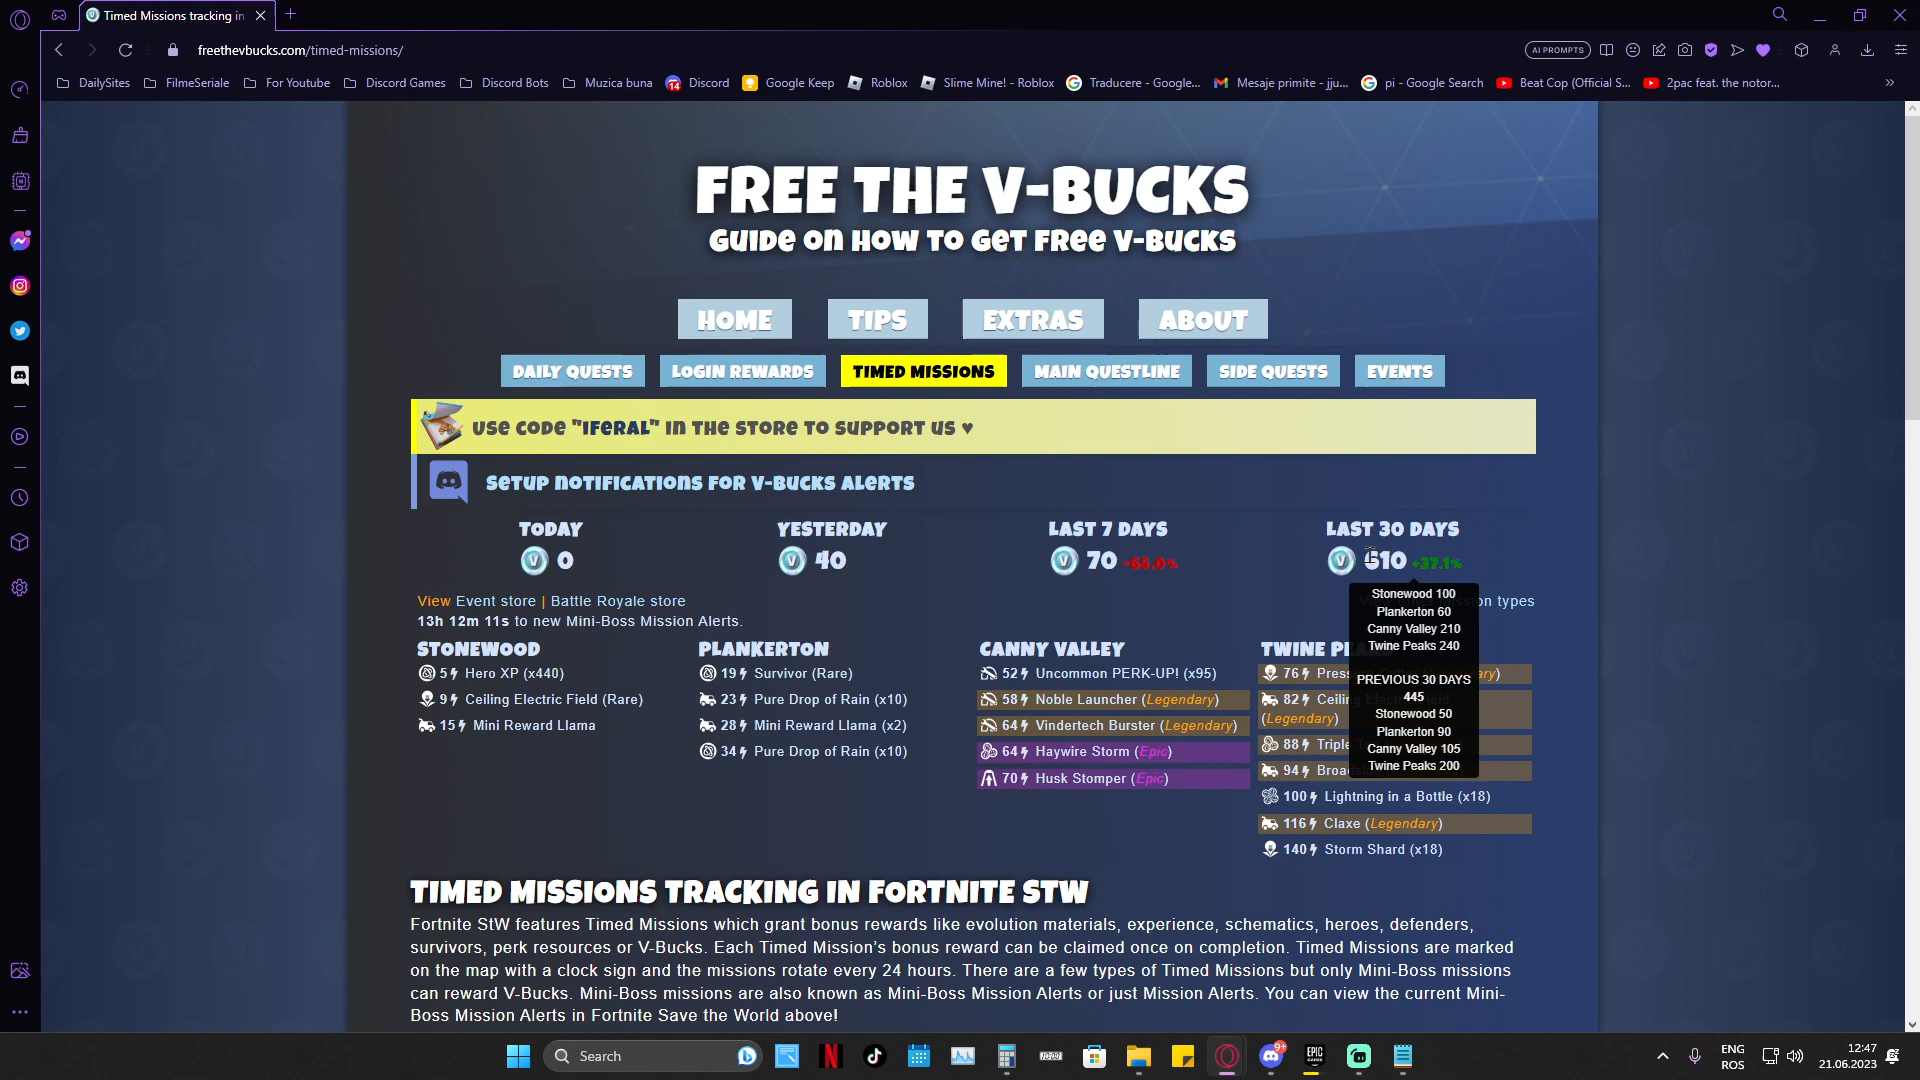 Timed Missions tracking in
freethevbucks.com/timed-missions/
AI PROMPTS
DailySites
FilmeSeriale
For Youtube
Discord Games
Discord Bots
Muzica buna
14
Discord
Google Keep
Roblox
Slime Mine! - Roblox
Traducere - Google...
Mesaje primite - jju...
pi - Google Search
Beat Cop (Official S...
2pac feat. the notor...
FREE THE V-BUCKS
Guide on how to get free V-Bucks
HOME
TIPS
EXTRAS
ABOUT
DAILY QUESTS
LOGIN REWARDS
TIMED MISSIONS
MAIN QUESTLINE
SIDE QUESTS
EVENTS
Use code "iFeral" in the store to support us ♥
Setup notifications for V-Bucks Alerts
TODAY
0
YESTERDAY
40
LAST 7 DAYS
70 -65.0%
LAST 30 DAYS
610 +37.1%
View Event store | Battle Royale store
13h 12m 11s to new Mini-Boss Mission Alerts.
STONEWOOD
5 Hero XP (x440)
9 Ceiling Electric Field (Rare)
15 Mini Reward Llama
PLANKERTON
19 Survivor (Rare)
23 Pure Drop of Rain (x10)
28 Mini Reward Llama (x2)
34 Pure Drop of Rain (x10)
CANNY VALLEY
52 Uncommon PERK-UP! (x95)
58 Noble Launcher (Legendary)
64 Vindertech Burster (Legendary)
64 Haywire Storm (Epic)
70 Husk Stomper (Epic)
TWINE
76
82 Ceiling
(Legendary)
88 Triple
94
100 Lightning in a Bottle (x18)
116 Claxe (Legendary)
140 Storm Shard (x18)
types
Stonewood 100
Plankerton 60
Canny Valley 210
Twine Peaks 240
PREVIOUS 30 DAYS
445
Stonewood 50
Plankerton 90
Canny Valley 105
Twine Peaks 200
TIMED MISSIONS TRACKING IN FORTNITE STW
Fortnite StW features Timed Missions which grant bonus rewards like evolution materials, experience, schematics, heroes, defenders,
survivors, perk resources or V-Bucks. Each Timed Mission's bonus reward can be claimed once on completion. Timed Missions are marked
on the map with a clock sign and the missions rotate every 24 hours. There are a few types of Timed Missions but only Mini-Boss missions
can reward V-Bucks. Mini-Boss missions are also known as Mini-Boss Mission Alerts or just Mission Alerts. You can view the current Mini-
Boss Mission Alerts in Fortnite Save the World above!
Search
9+
EPIC
GAMES
ENG
ROS
12:47
21.06.2023